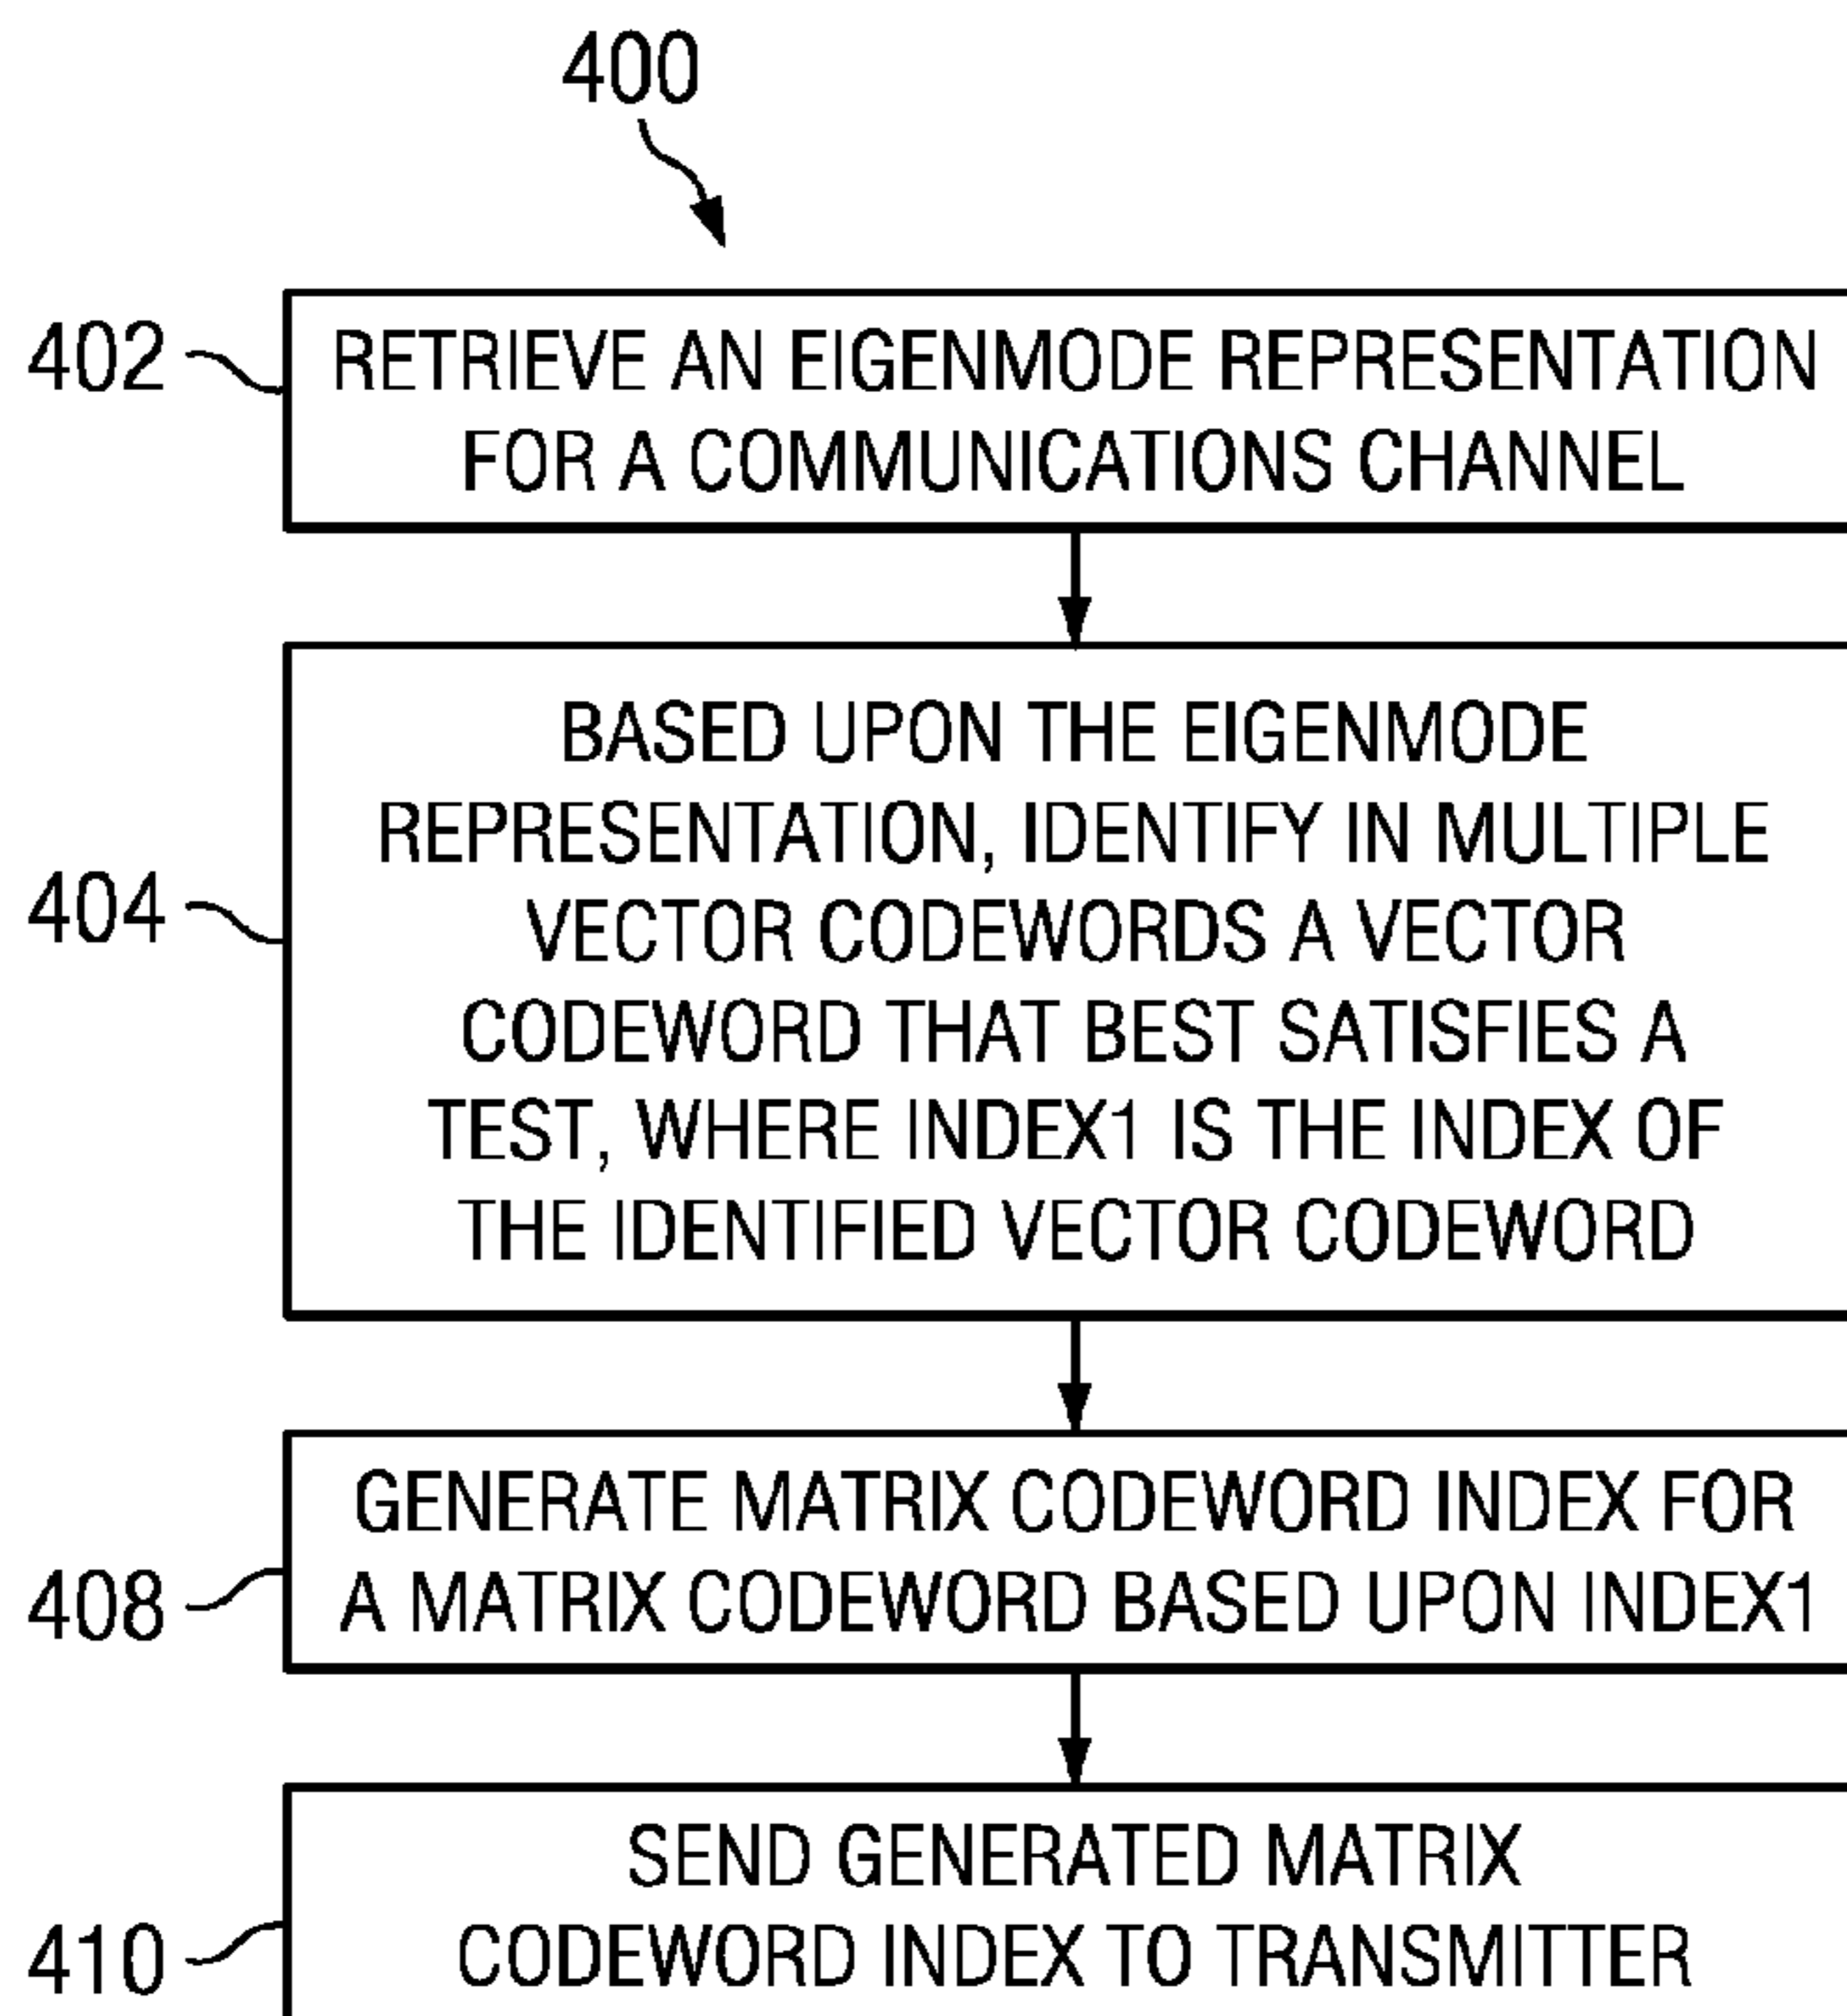 400
402
RETRIEVE AN EIGENMODE REPRESENTATION
FOR A COMMUNICATIONS CHANNEL
404
BASED UPON THE EIGENMODE
REPRESENTATION, IDENTIFY IN MULTIPLE
VECTOR CODEWORDS A VECTOR
CODEWORD THAT BEST SATISFIES A
TEST, WHERE INDEX1 IS THE INDEX OF
THE IDENTIFIED VECTOR CODEWORD
408
GENERATE MATRIX CODEWORD INDEX FOR
A MATRIX CODEWORD BASED UPON INDEX1
410
SEND GENERATED MATRIX
CODEWORD INDEX TO TRANSMITTER